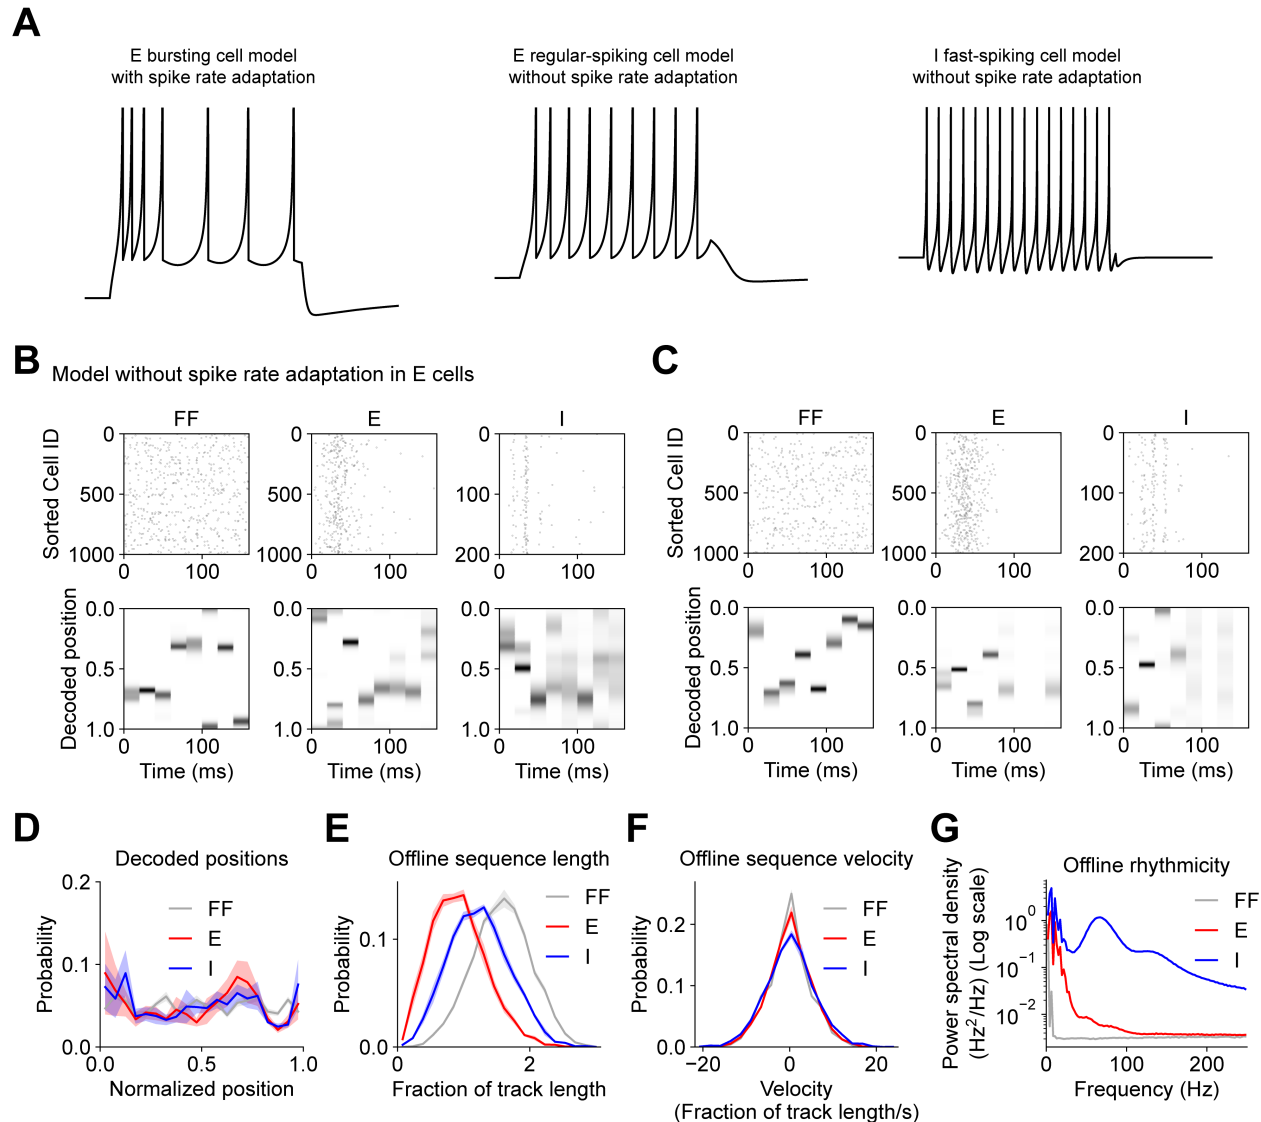 A
E bursting cell model
with spike rate adaptation
E regular-spiking cell model
without spike rate adaptation
I fast-spiking cell model
without spike rate adaptation
B
Model without spike rate adaptation in E cells
FF
E
I
Sorted Cell ID
0
500
1000
0
100
0
500
1000
0
100
0
100
200
0
100
Decoded position
0.0
0.5
1.0
0
100
Time (ms)
0.0
0.5
1.0
0
100
Time (ms)
0.0
0.5
1.0
0
100
Time (ms)
C
FF
E
I
Sorted Cell ID
0
500
1000
0
100
0
500
1000
0
100
0
100
200
0
100
Decoded position
0.0
0.5
1.0
0
100
Time (ms)
0.0
0.5
1.0
0
100
Time (ms)
0.0
0.5
1.0
0
100
Time (ms)
D
Decoded positions
Probability
0.2
0.1
0.0
FF
E
I
0.0
0.5
1.0
Normalized position
E
Offline sequence length
Probability
0.1
0.0
FF
E
I
0
2
Fraction of track length
F
Offline sequence velocity
Probability
0.2
0.1
0.0
FF
E
I
−20
0
20
Velocity
(Fraction of track length/s)
G
Offline rhythmicity
Power spectral density
(Hz²/Hz) (Log scale)
10⁰
10⁻¹
10⁻²
FF
E
I
0
100
200
Frequency (Hz)